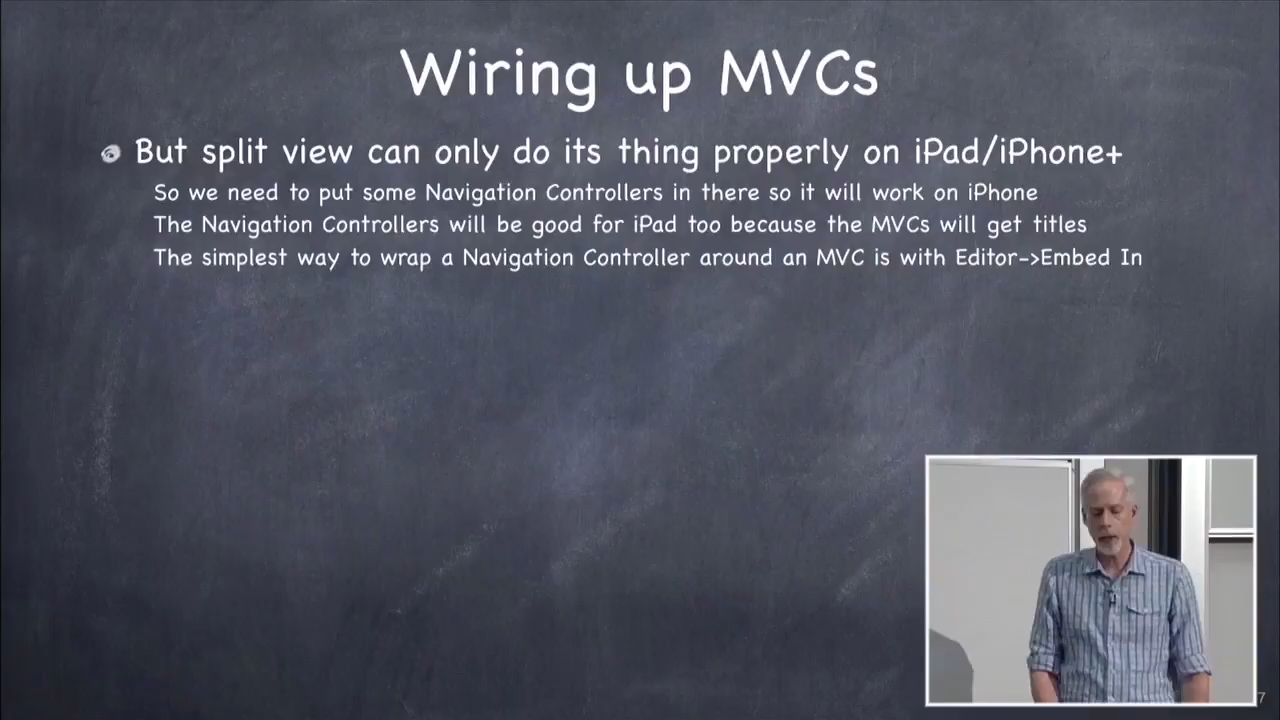 Wiring up MVCs
But split view can only do its thing properly on iPad/iPhone+
So we need to put some Navigation Controllers in there so it will work on iPhone
The Navigation Controllers will be good for iPad too because the MVCs will get titles
The simplest way to wrap a Navigation Controller around an MVC is with Editor->Embed In
7